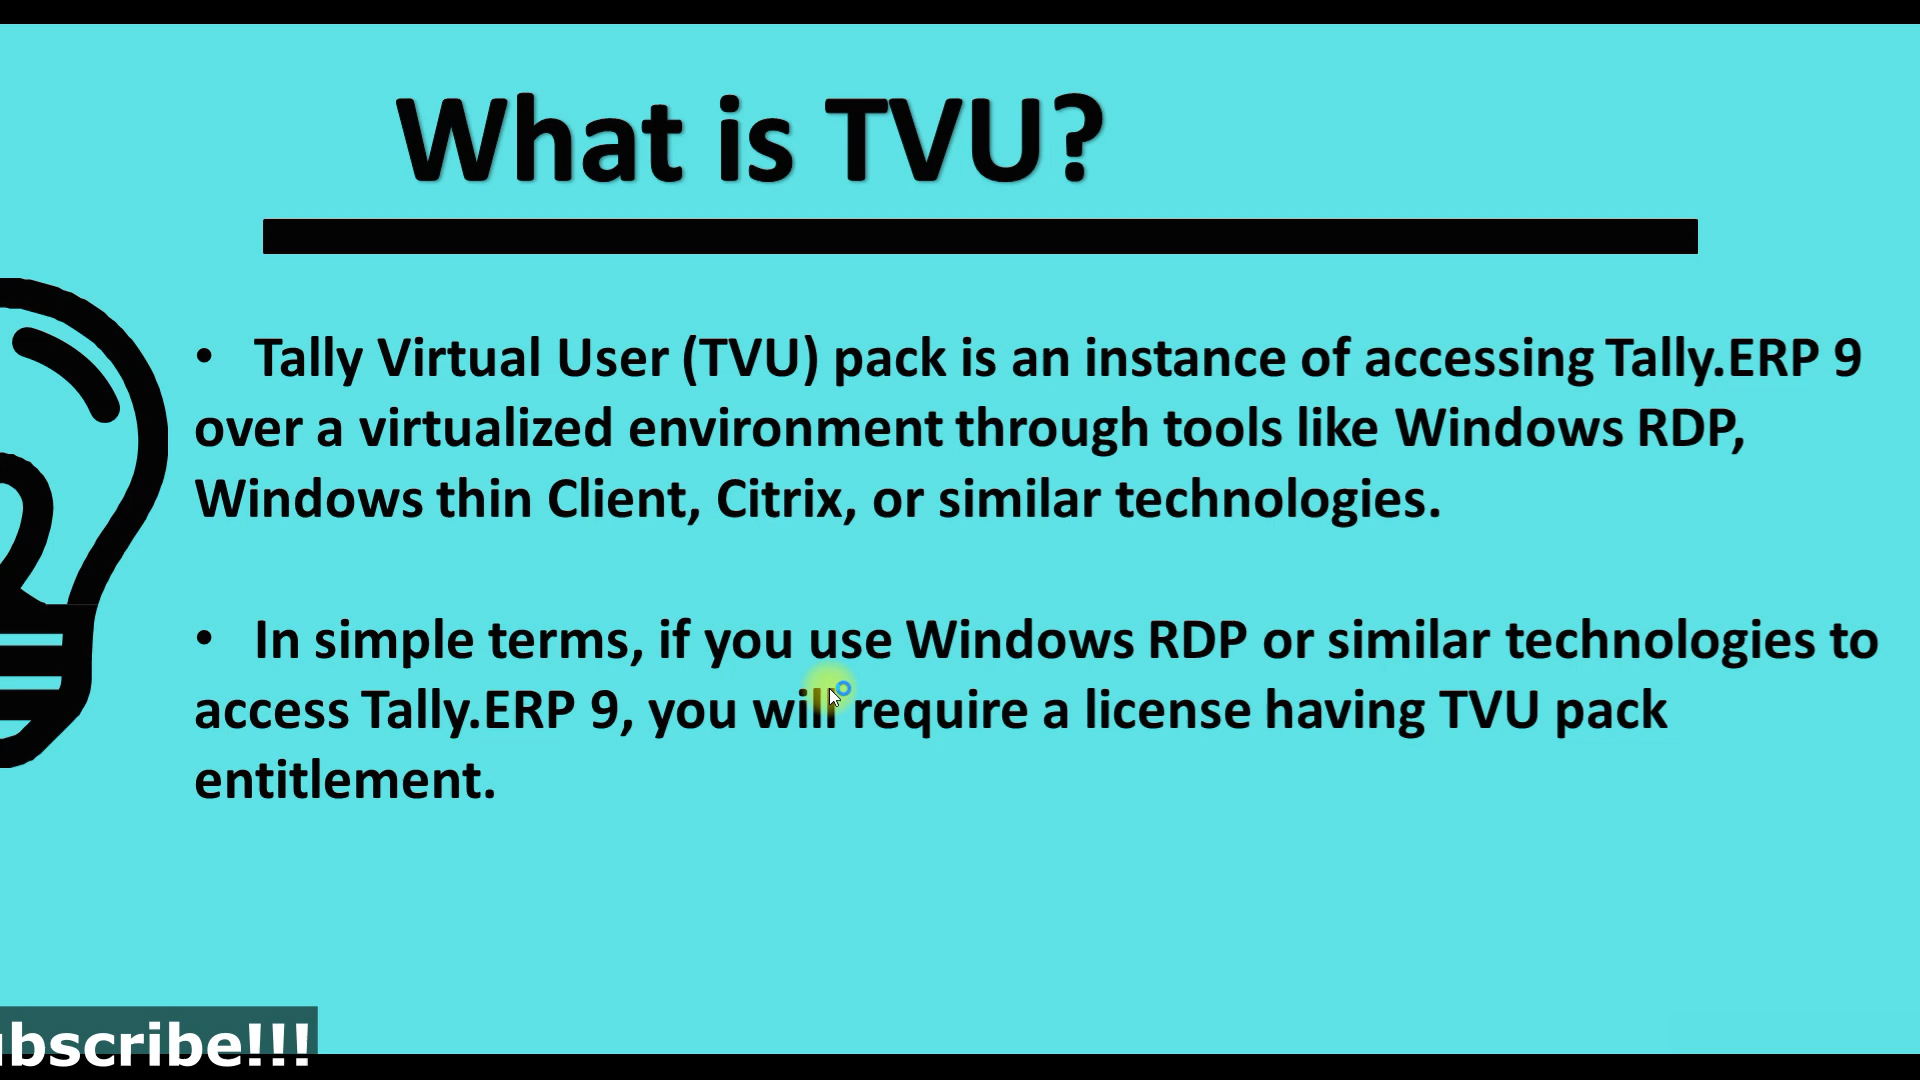 What is TVU?
• Tally Virtual User (TVU) pack is an instance of accessing Tally.ERP 9
over a virtualized environment through tools like Windows RDP,
Windows thin Client, Citrix, or similar technologies.
• In simple terms, if you use Windows RDP or similar technologies to
access Tally.ERP 9, you will require a license having TVU pack
entitlement.
ubscribe!!!